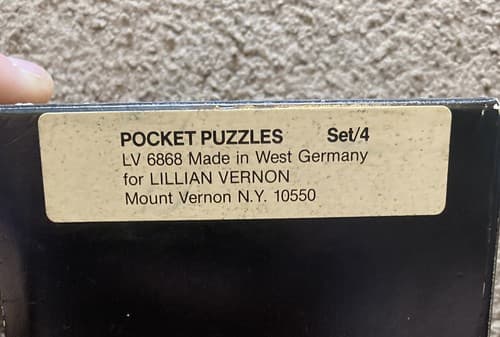 POCKET PUZZLES Set/4
LV 6868 Made in West Germany
for LILLIAN VERNON
Mount Vernon N.Y. 10550